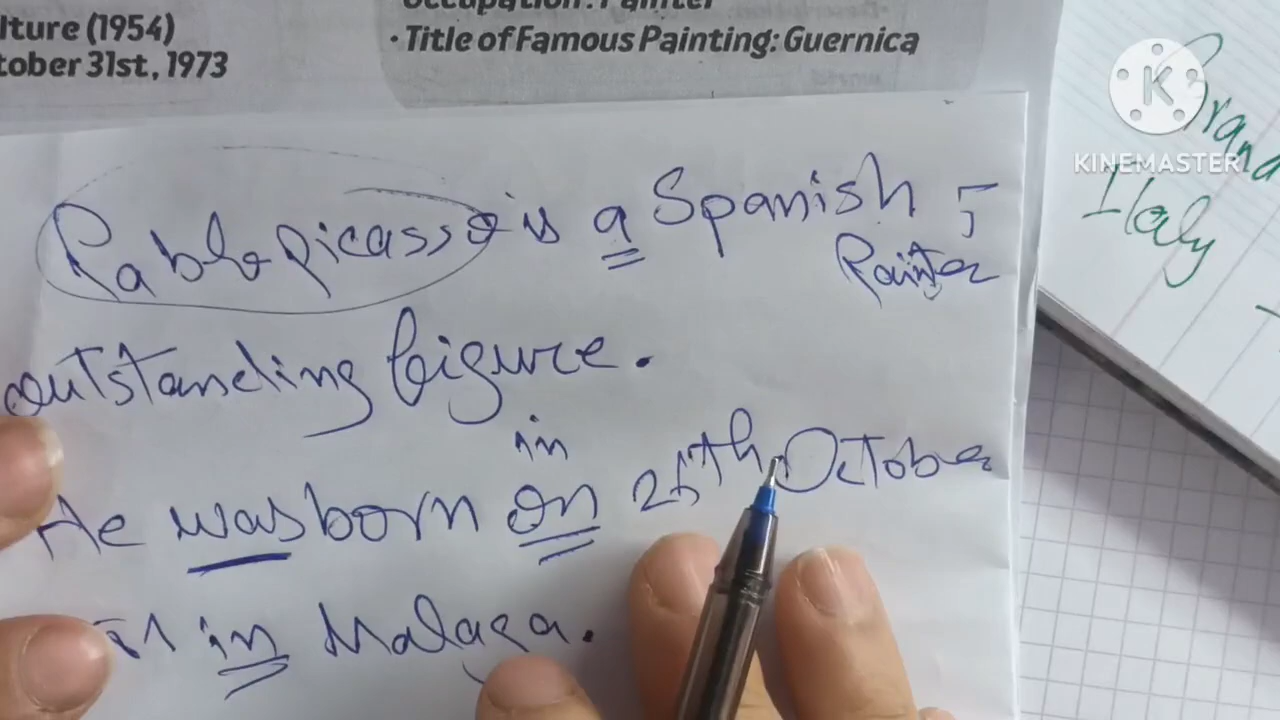 Occupation: Painter
lture (1954)
• Title of Famous Painting: Guernica
tober 31st, 1973
Pablo picasso is a Spanish
Painter
outstanding figure.
in
He was born on 25th October
in Malaga.
Grand
Italy
K
KINEMASTER